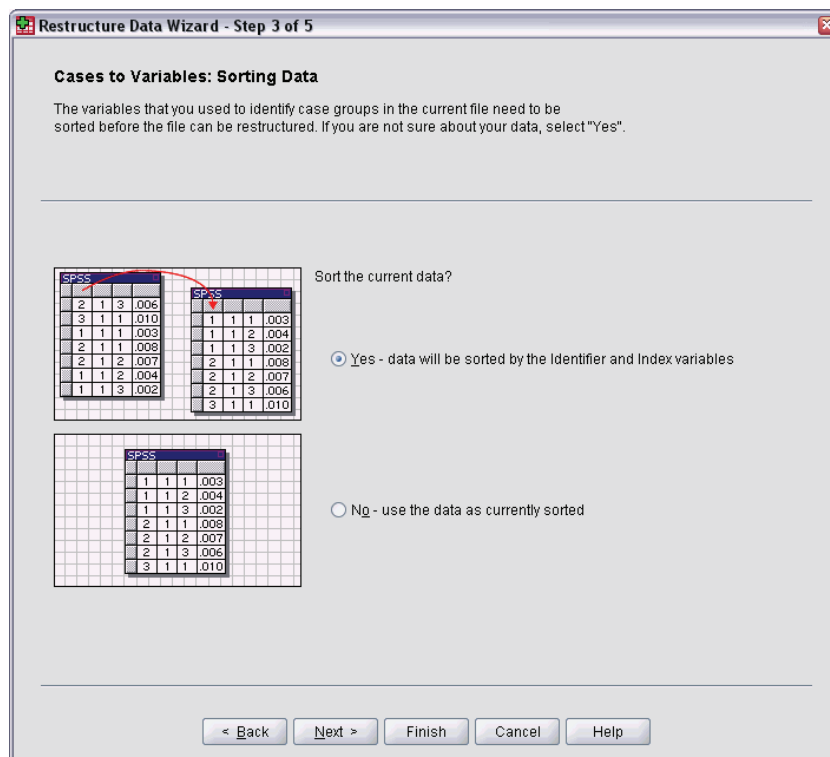 Restructure Data Wizard - Step 3 of 5
Cases to Variables: Sorting Data
The variables that you used to identify case groups in the current file need to be
sorted before the file can be restructured. If you are not sure about your data, select "Yes".
SPSS
2 1 3 .006
3 1 1 .010
1 1 1 .003
2 1 1 .008
2 1 2 .007
1 1 2 .004
1 1 3 .002
SPSS
1 1 1 .003
1 1 2 .004
1 1 3 .002
2 1 1 .008
2 1 2 .007
2 1 3 .006
3 1 1 .010
Sort the current data?
Yes - data will be sorted by the Identifier and Index variables
SPSS
1 1 1 .003
1 1 2 .004
1 1 3 .002
2 1 1 .008
2 1 2 .007
2 1 3 .006
3 1 1 .010
No - use the data as currently sorted
< Back
Next >
Finish
Cancel
Help